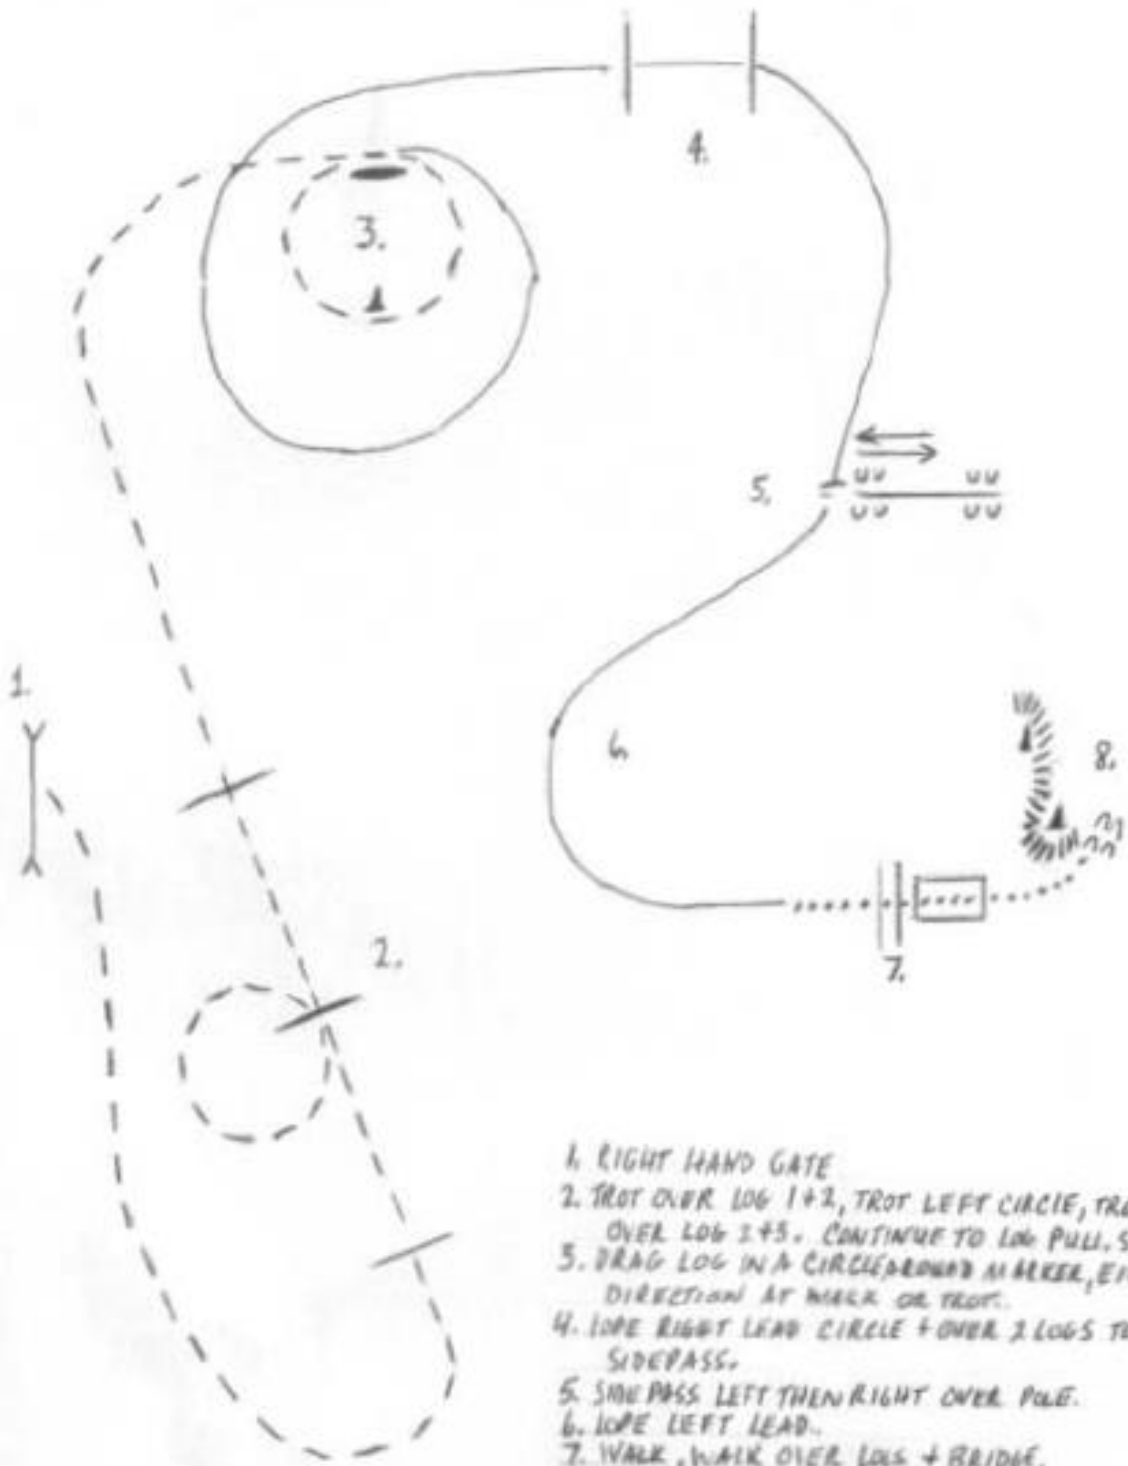 4.
3.
5.
1.
6.
8.
2.
7.
1. RIGHT HAND GATE
2. TROT OVER LOG 1+2, TROT LEFT CIRCLE,
OVER LOG 2+3. CONTINUE TO LOG PULL.
3. DRAG LOG IN A CIRCLE AROUND MARKER,
DIRECTION AT WALK OR TROT.
4. LOPE RIGHT LEAD CIRCLE + OVER 2 LOGS
SIDEPASS.
5. SIDEPASS LEFT THEN RIGHT OVER POLE.
6. LOPE LEFT LEAD.
7. WALK, WALK OVER LOGS + BRIDGE.